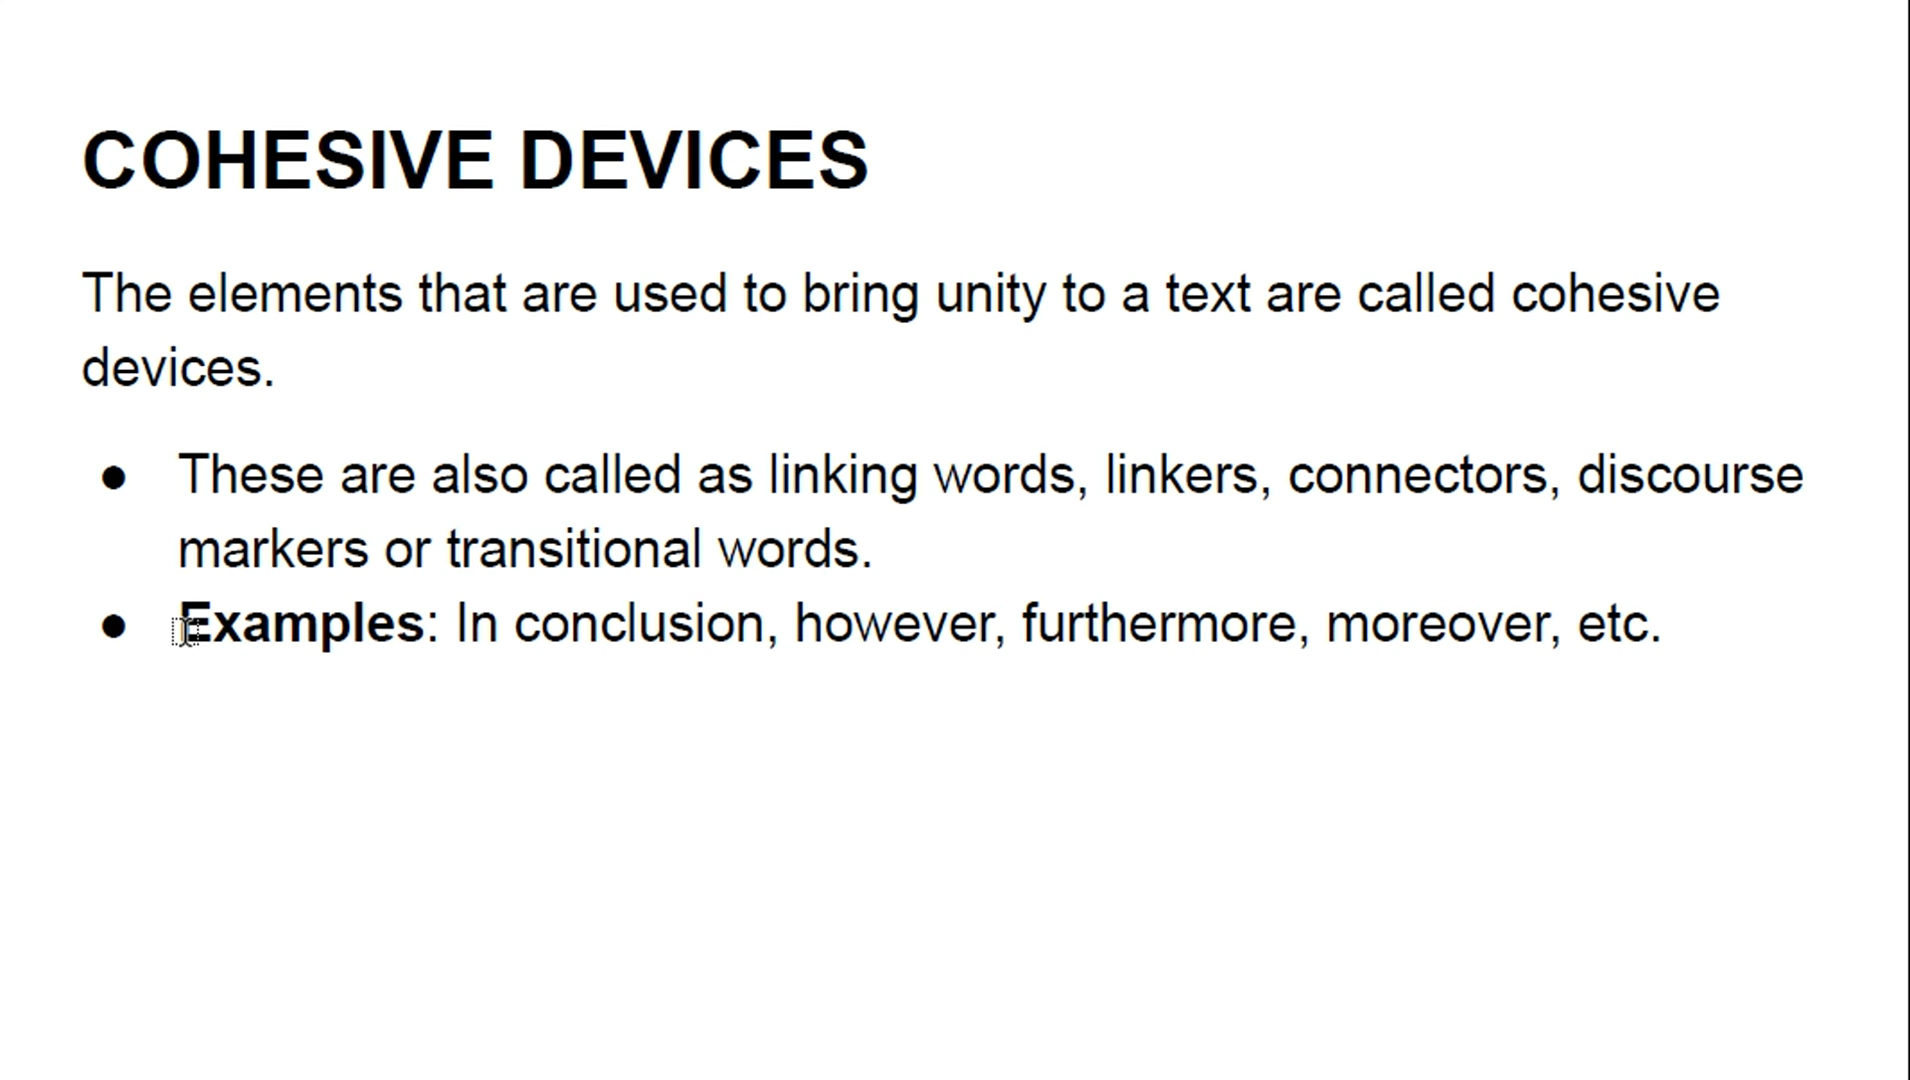 COHESIVE DEVICES
The elements that are used to bring unity to a text are called cohesive
devices.
● These are also called as linking words, linkers, connectors, discourse
markers or transitional words.
● Examples: In conclusion, however, furthermore, moreover, etc.